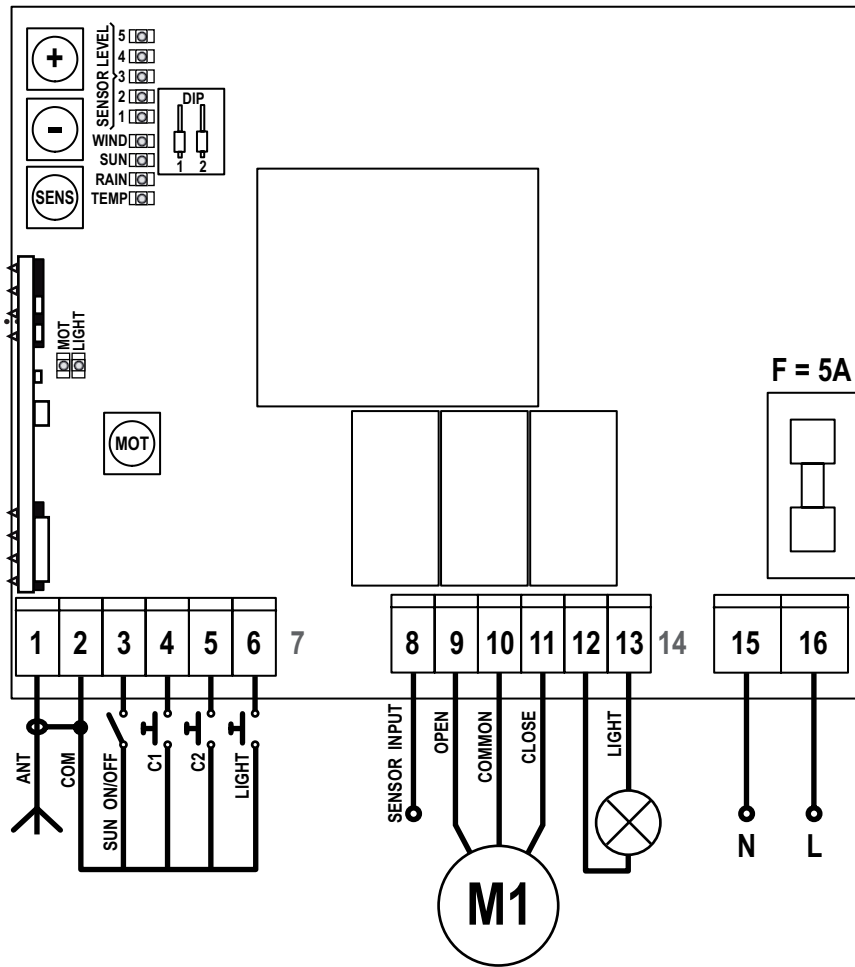 +
-
SENS
SENSOR LEVEL
5
4
3
2
1
WIND
SUN
RAIN
TEMP
DIP
1 2
MOT
LIGHT
MOT
F = 5A
1 2 3 4 5 6 7
8 9 10 11 12 13 14
15 16
ANT
COM
SUN ON/OFF
C1
C2
LIGHT
SENSOR INPUT
OPEN
COMMON
CLOSE
LIGHT
M1
N
L